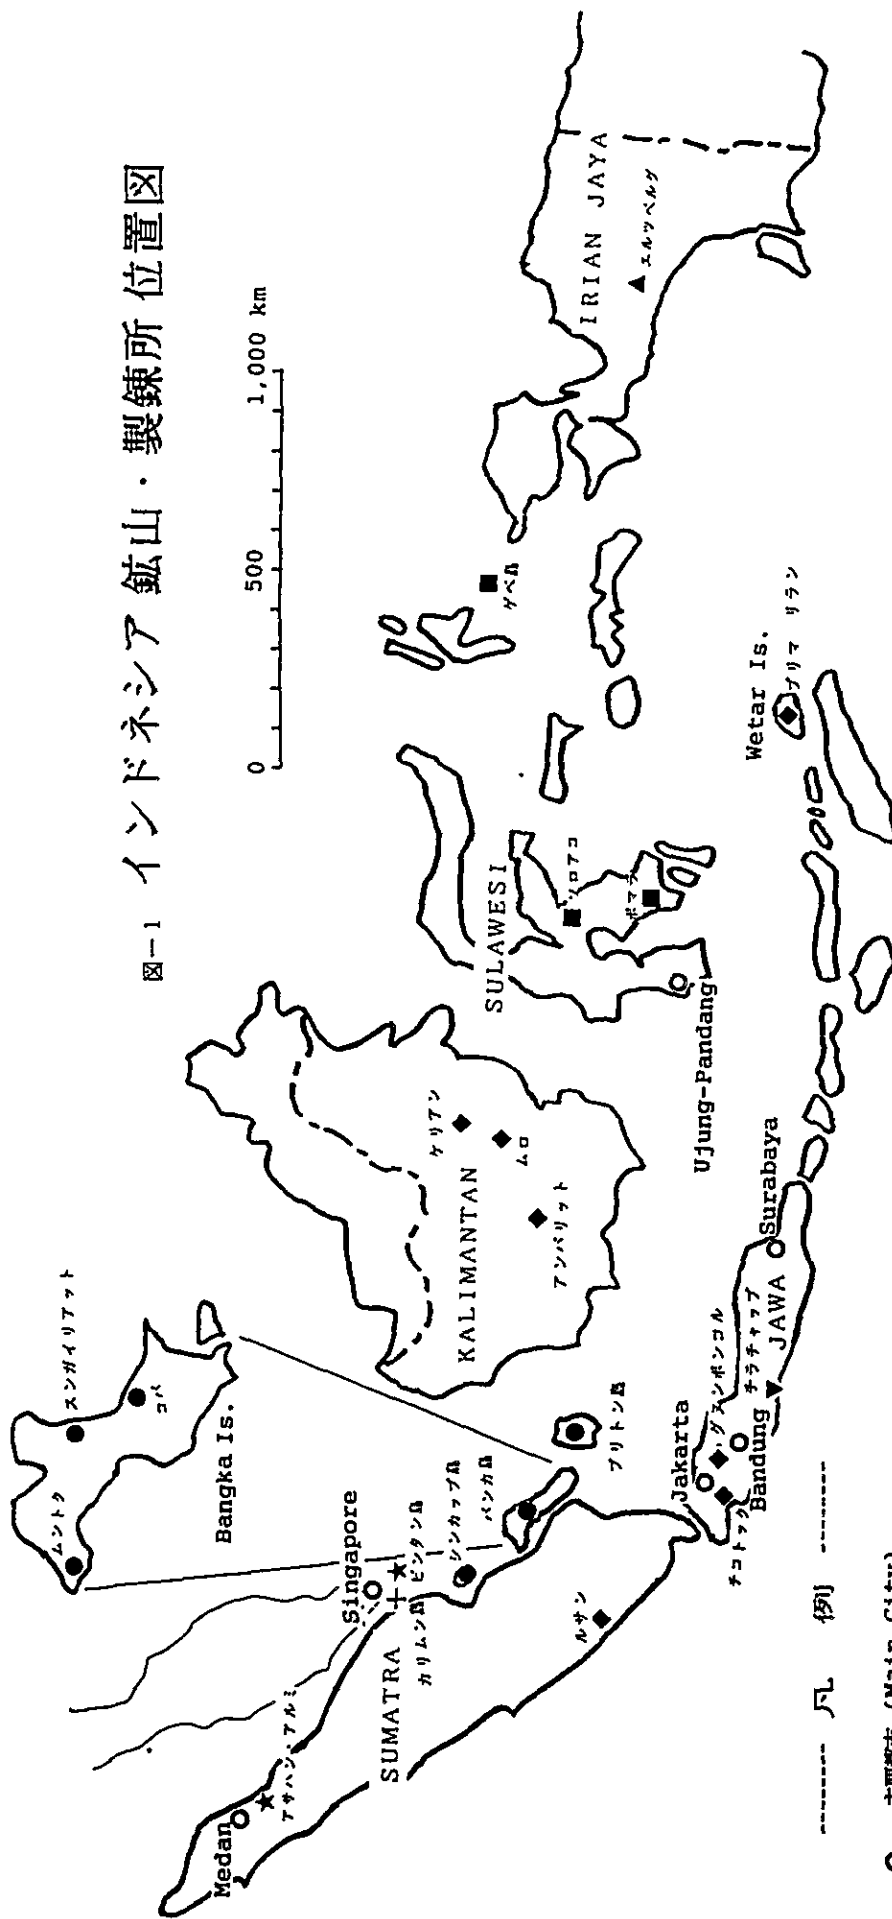 図-1 インドネシア 鉱山・製錬所 位置図
0 500 1,000 km
ムントク
スンガイリアット
コバ
Bangka Is.
Medan
アサハン・アルミ
Singapore
SUMATRA
カリムン島
ビンタン島
シンカップ島
バンカ島
ブリトン島
ルサン
KALIMANTAN
ケリアン
ムロ
アンパリット
SULAWESI
ソロアコ
ポマラ
Ujung-Pandang
ゲベ島
IRIAN JAYA
エルツベルグ
Wetar Is.
プリマ リラン
Jakarta
チコトック
グヌンポンコル
Bandung
チラチャップ
JAWA
Surabaya
-------- 凡 例 --------